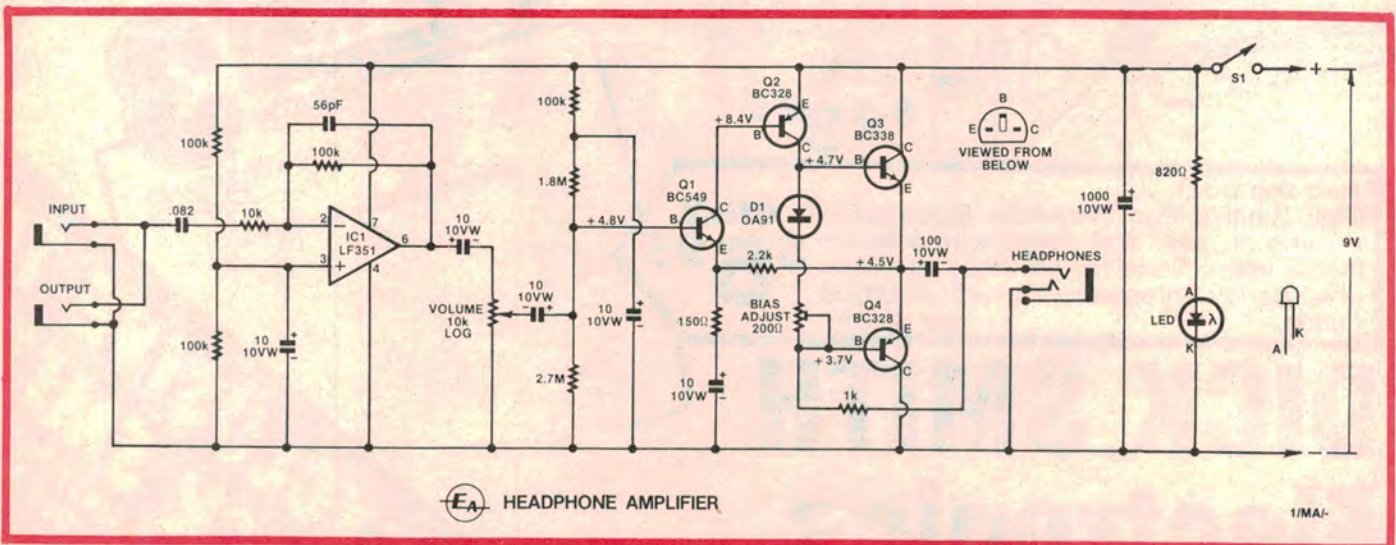 INPUT
OUTPUT
.082
10k
100k
100k
10
10VW
56pF
100k
2
3
7
6
4
IC1
LF351
10
10VW
VOLUME
10k
LOG
10
10VW
100k
1.8M
+4.8V
2.7M
10
10VW
Q1
BC549
B
C
E
150Ω
10
10VW
2.2k
+8.4V
Q2
BC328
B
E
C
+4.7V
D1
OA91
BIAS
ADJUST
200Ω
+3.7V
1k
Q3
BC338
B
C
E
+4.5V
Q4
BC328
B
E
C
100
10VW
HEADPHONES
B
E
C
VIEWED FROM
BELOW
1000
10VW
820Ω
LED
A
λ
K
K
A
S1
+
9V
-
EA HEADPHONE AMPLIFIER
1/MA/-